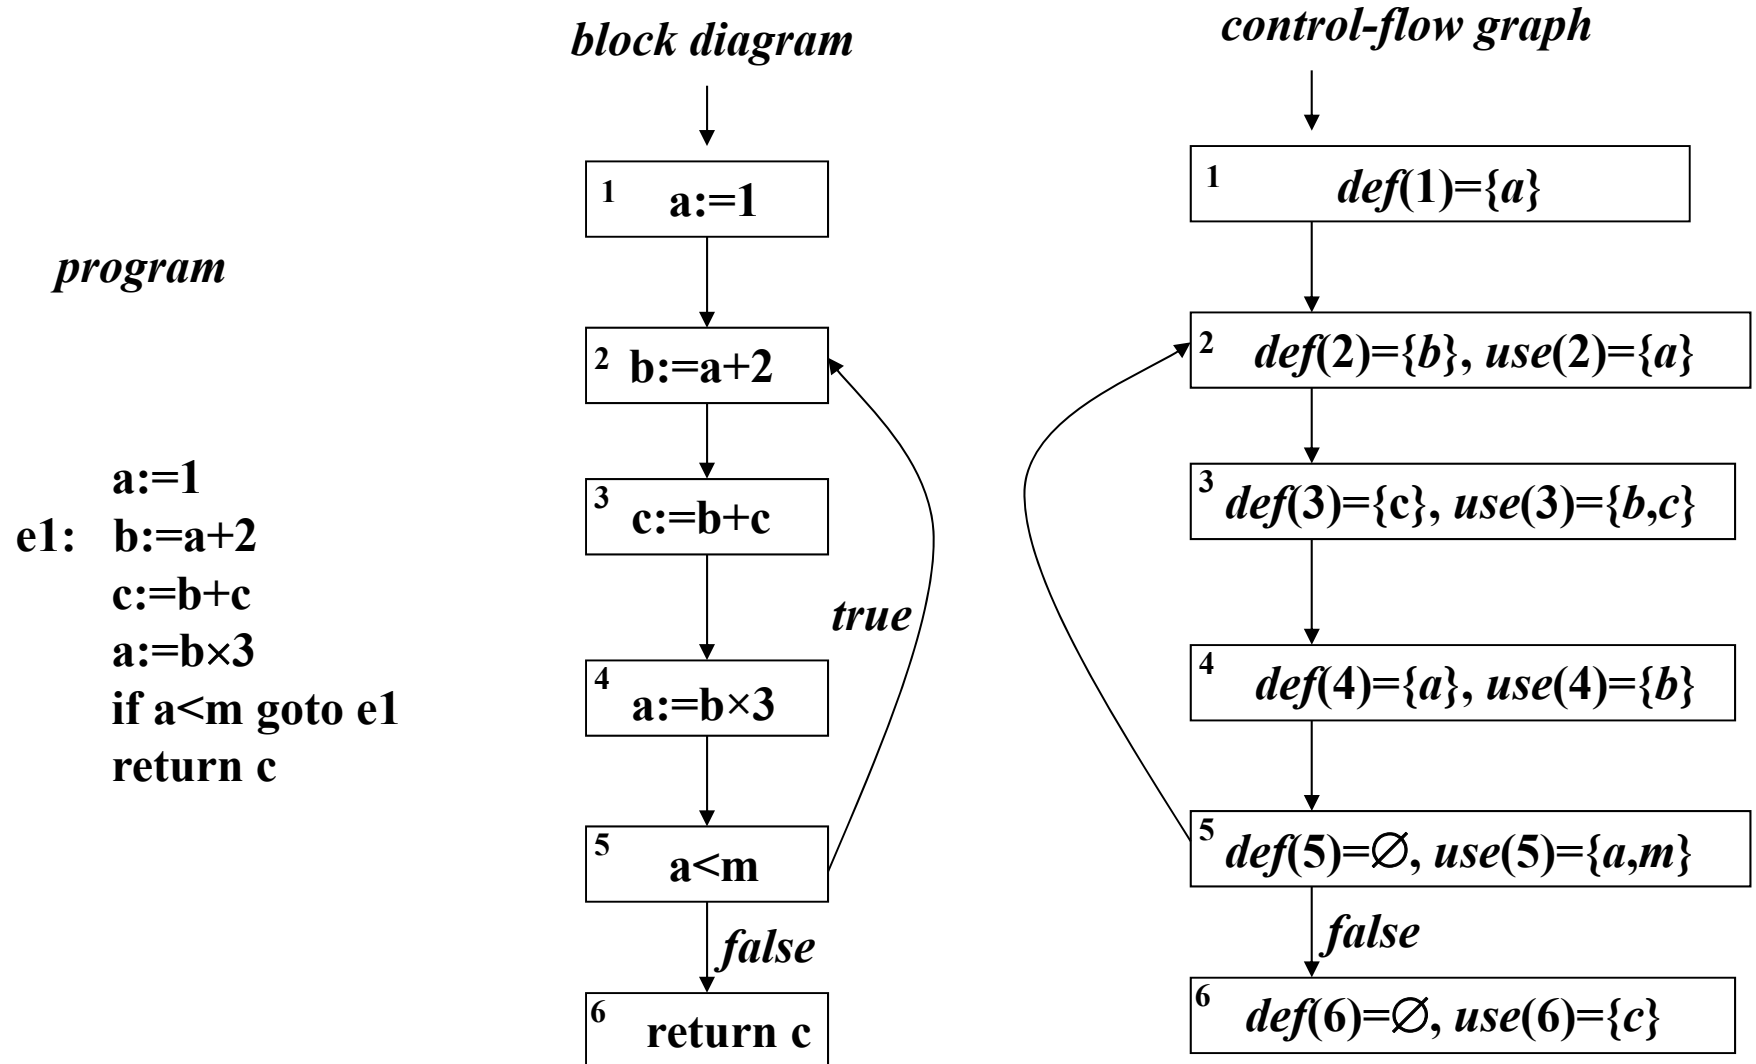 program
a:=1
e1: b:=a+2
c:=b+c
a:=b×3
if a<m goto e1
return c
block diagram
1 a:=1
2 b:=a+2
3 c:=b+c
4 a:=b×3
5 a<m
true
false
6 return c
control-flow graph
1 def(1)={a}
2 def(2)={b}, use(2)={a}
3 def(3)={c}, use(3)={b,c}
4 def(4)={a}, use(4)={b}
5 def(5)=∅, use(5)={a,m}
false
6 def(6)=∅, use(6)={c}